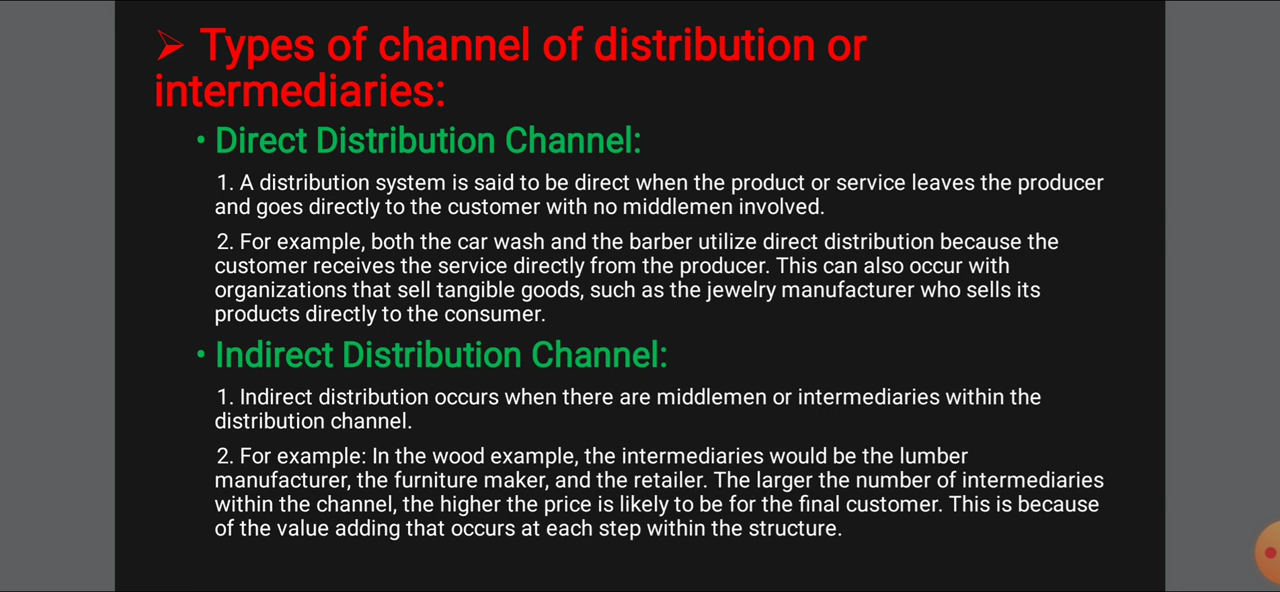 ➢ Types of channel of distribution or
intermediaries:
• Direct Distribution Channel:
1. A distribution system is said to be direct when the product or service leaves the producer
and goes directly to the customer with no middlemen involved.
2. For example, both the car wash and the barber utilize direct distribution because the
customer receives the service directly from the producer. This can also occur with
organizations that sell tangible goods, such as the jewelry manufacturer who sells its
products directly to the consumer.
• Indirect Distribution Channel:
1. Indirect distribution occurs when there are middlemen or intermediaries within the
distribution channel.
2. For example: In the wood example, the intermediaries would be the lumber
manufacturer, the furniture maker, and the retailer. The larger the number of intermediaries
within the channel, the higher the price is likely to be for the final customer. This is because
of the value adding that occurs at each step within the structure.